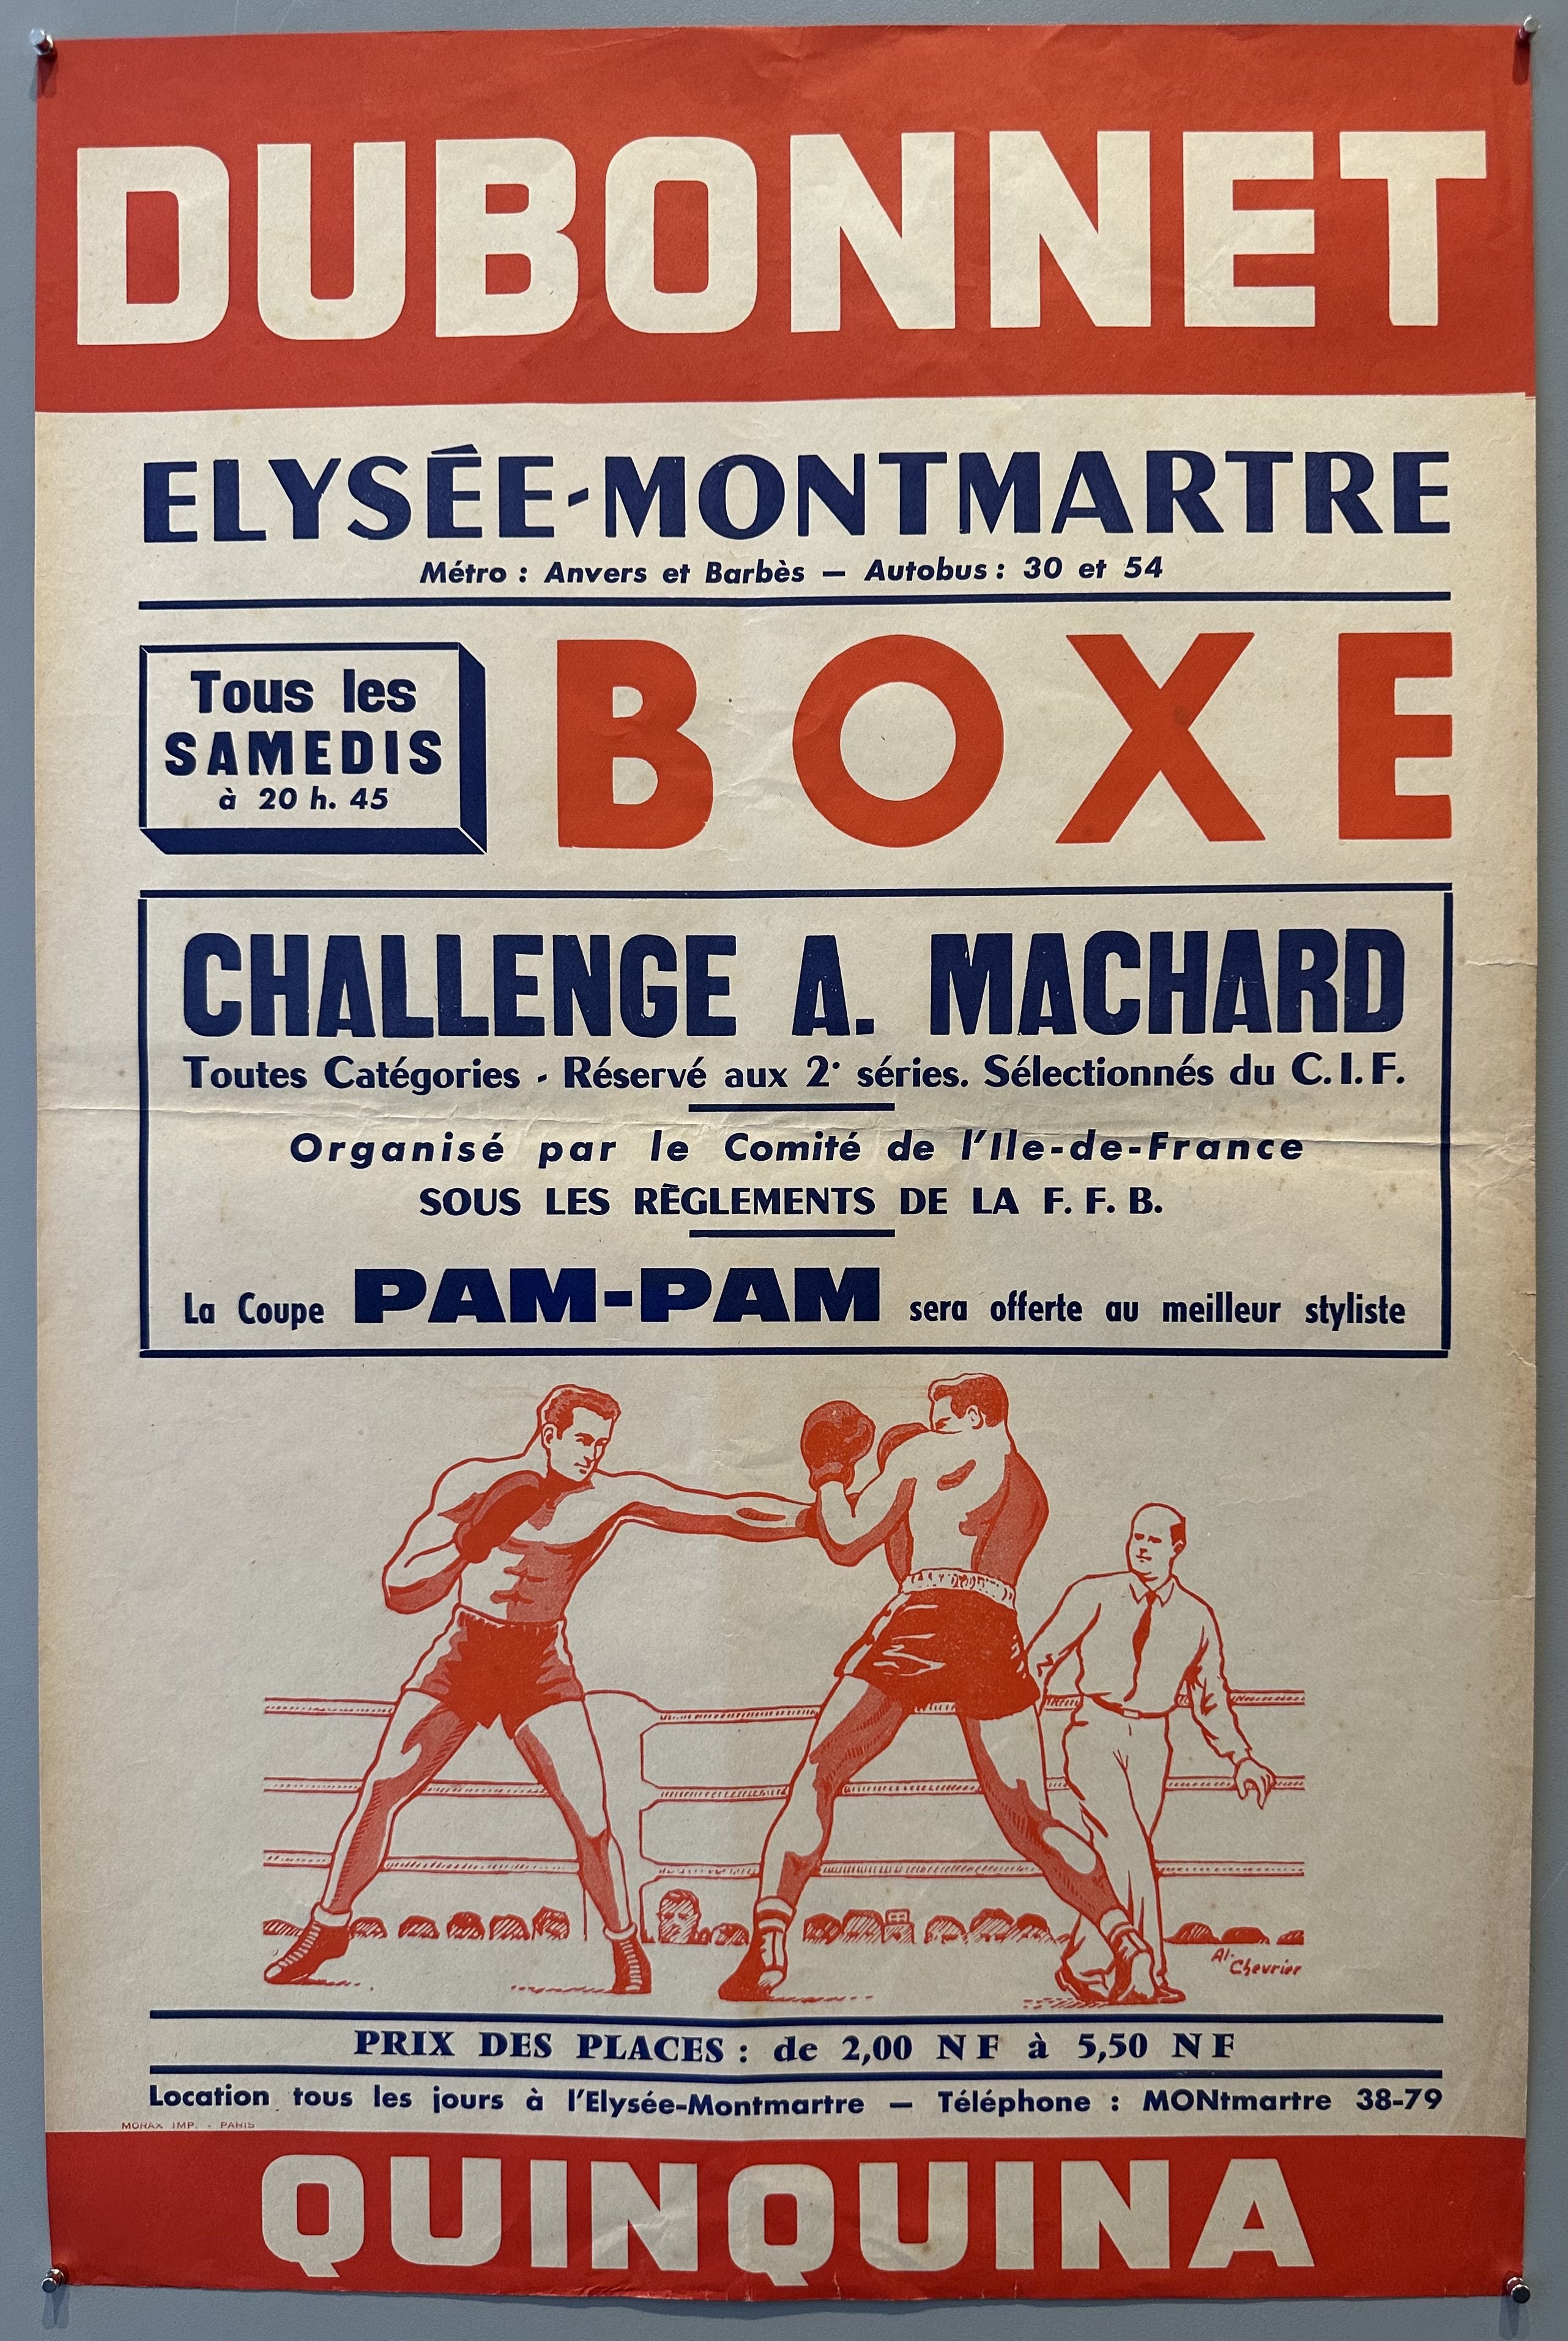 DUBONNET
ELYSÉE-MONTMARTRE
Métro : Anvers et Barbès — Autobus : 30 et 54
Tous les
SAMEDIS
à 20 h. 45
BOXE
CHALLENGE A. MACHARD
Toutes Catégories - Réservé aux 2e séries. Sélectionnés du C.I.F.
Organisé par le Comité de l'Ile-de-France
SOUS LES RÈGLEMENTS DE LA F. F. B.
La Coupe PAM-PAM sera offerte au meilleur styliste
Al. Chevrier
PRIX DES PLACES : de 2,00 NF à 5,50 NF
Location tous les jours à l'Elysée-Montmartre — Téléphone : MONtmartre 38-79
MORAX IMP. - PARIS
QUINQUINA